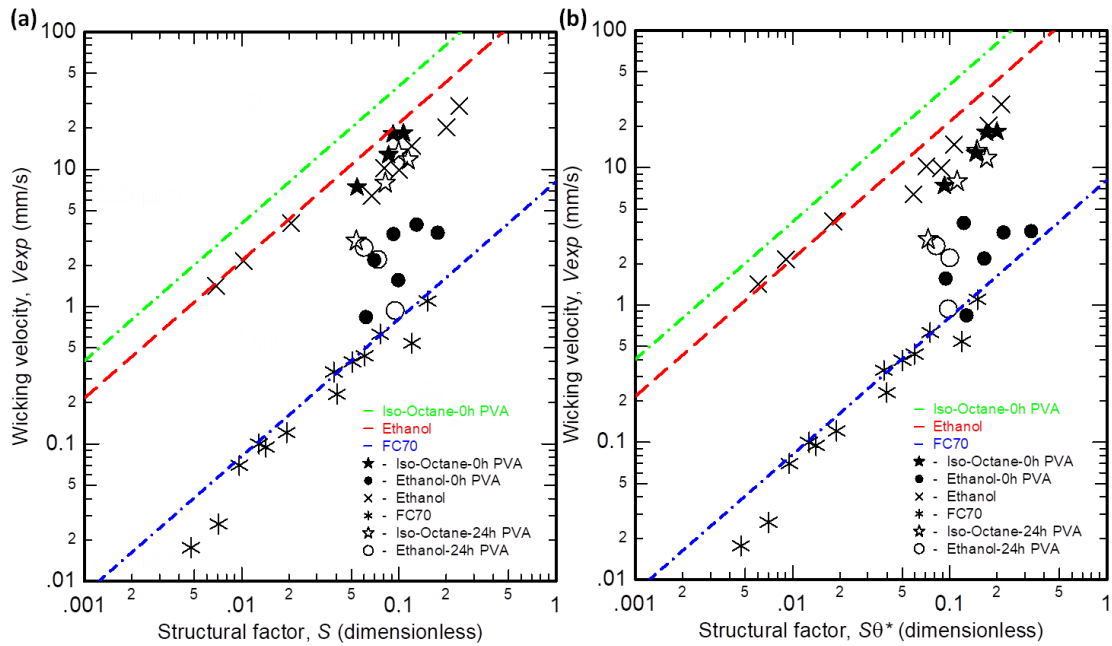 (a)
Wicking velocity, Vexp (mm/s)
100
5
2
10
5
2
1
5
2
0.1
5
2
.01
.001
2
5
.01
2
5
0.1
2
5
1
Structural factor, S (dimensionless)
– Iso-Octane-0h PVA
– Ethanol
– FC70
★ - Iso-Octane-0h PVA
● - Ethanol-0h PVA
× - Ethanol
∗ - FC70
☆ - Iso-Octane-24h PVA
○ - Ethanol-24h PVA
(b)
Wicking velocity, Vexp (mm/s)
100
5
2
10
5
2
1
5
2
0.1
5
2
.01
.001
2
5
.01
2
5
0.1
2
5
1
Structural factor, Sθ* (dimensionless)
– Iso-Octane-0h PVA
– Ethanol
– FC70
★ - Iso-Octane-0h PVA
● - Ethanol-0h PVA
× - Ethanol
∗ - FC70
☆ - Iso-Octane-24h PVA
○ - Ethanol-24h PVA